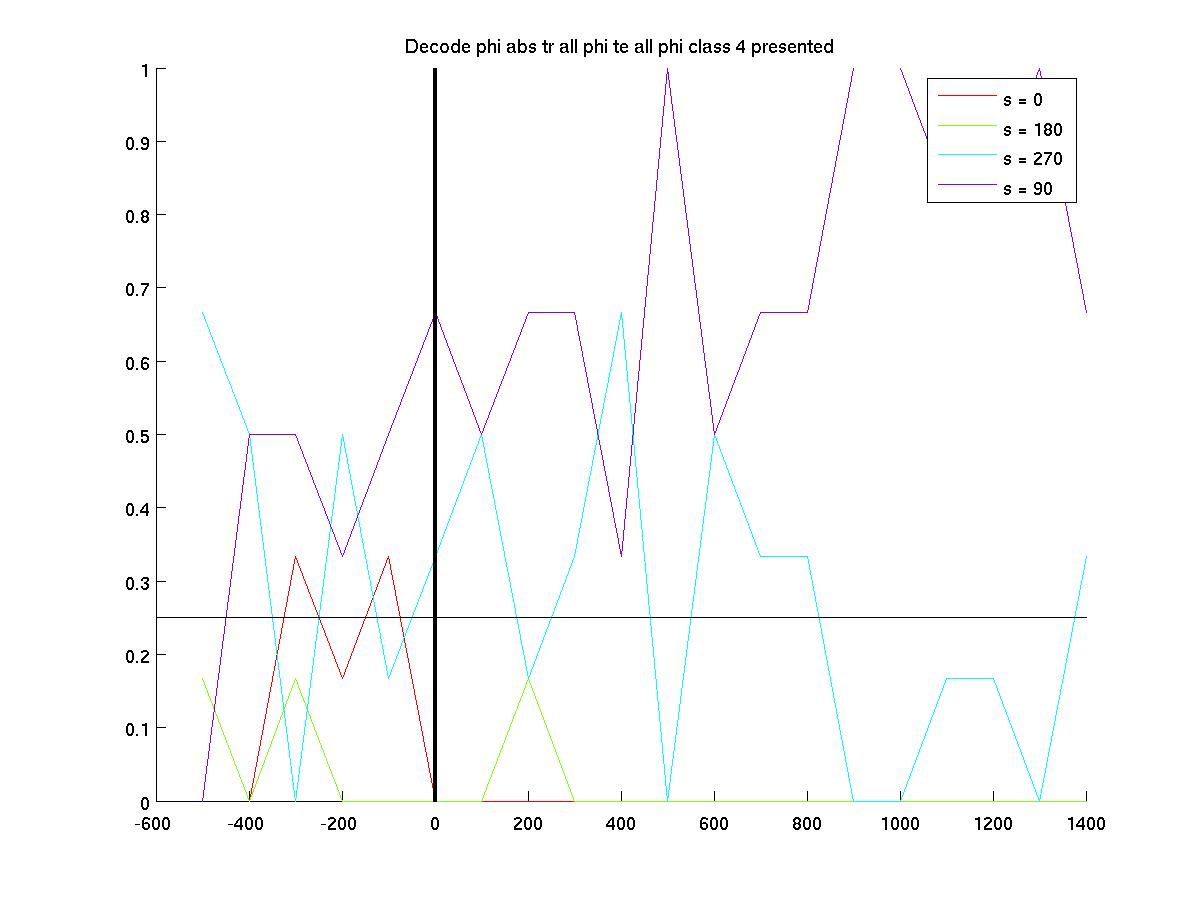 Decode phi abs tr all phi te all phi class 4 presented
1
0.9
0.8
0.7
0.6
0.5
0.4
0.3
0.2
0.1
0
-600 -400 -200 0 200 400 600 800 1000 1200 1400
s = 0
s = 180
s = 270
s = 90